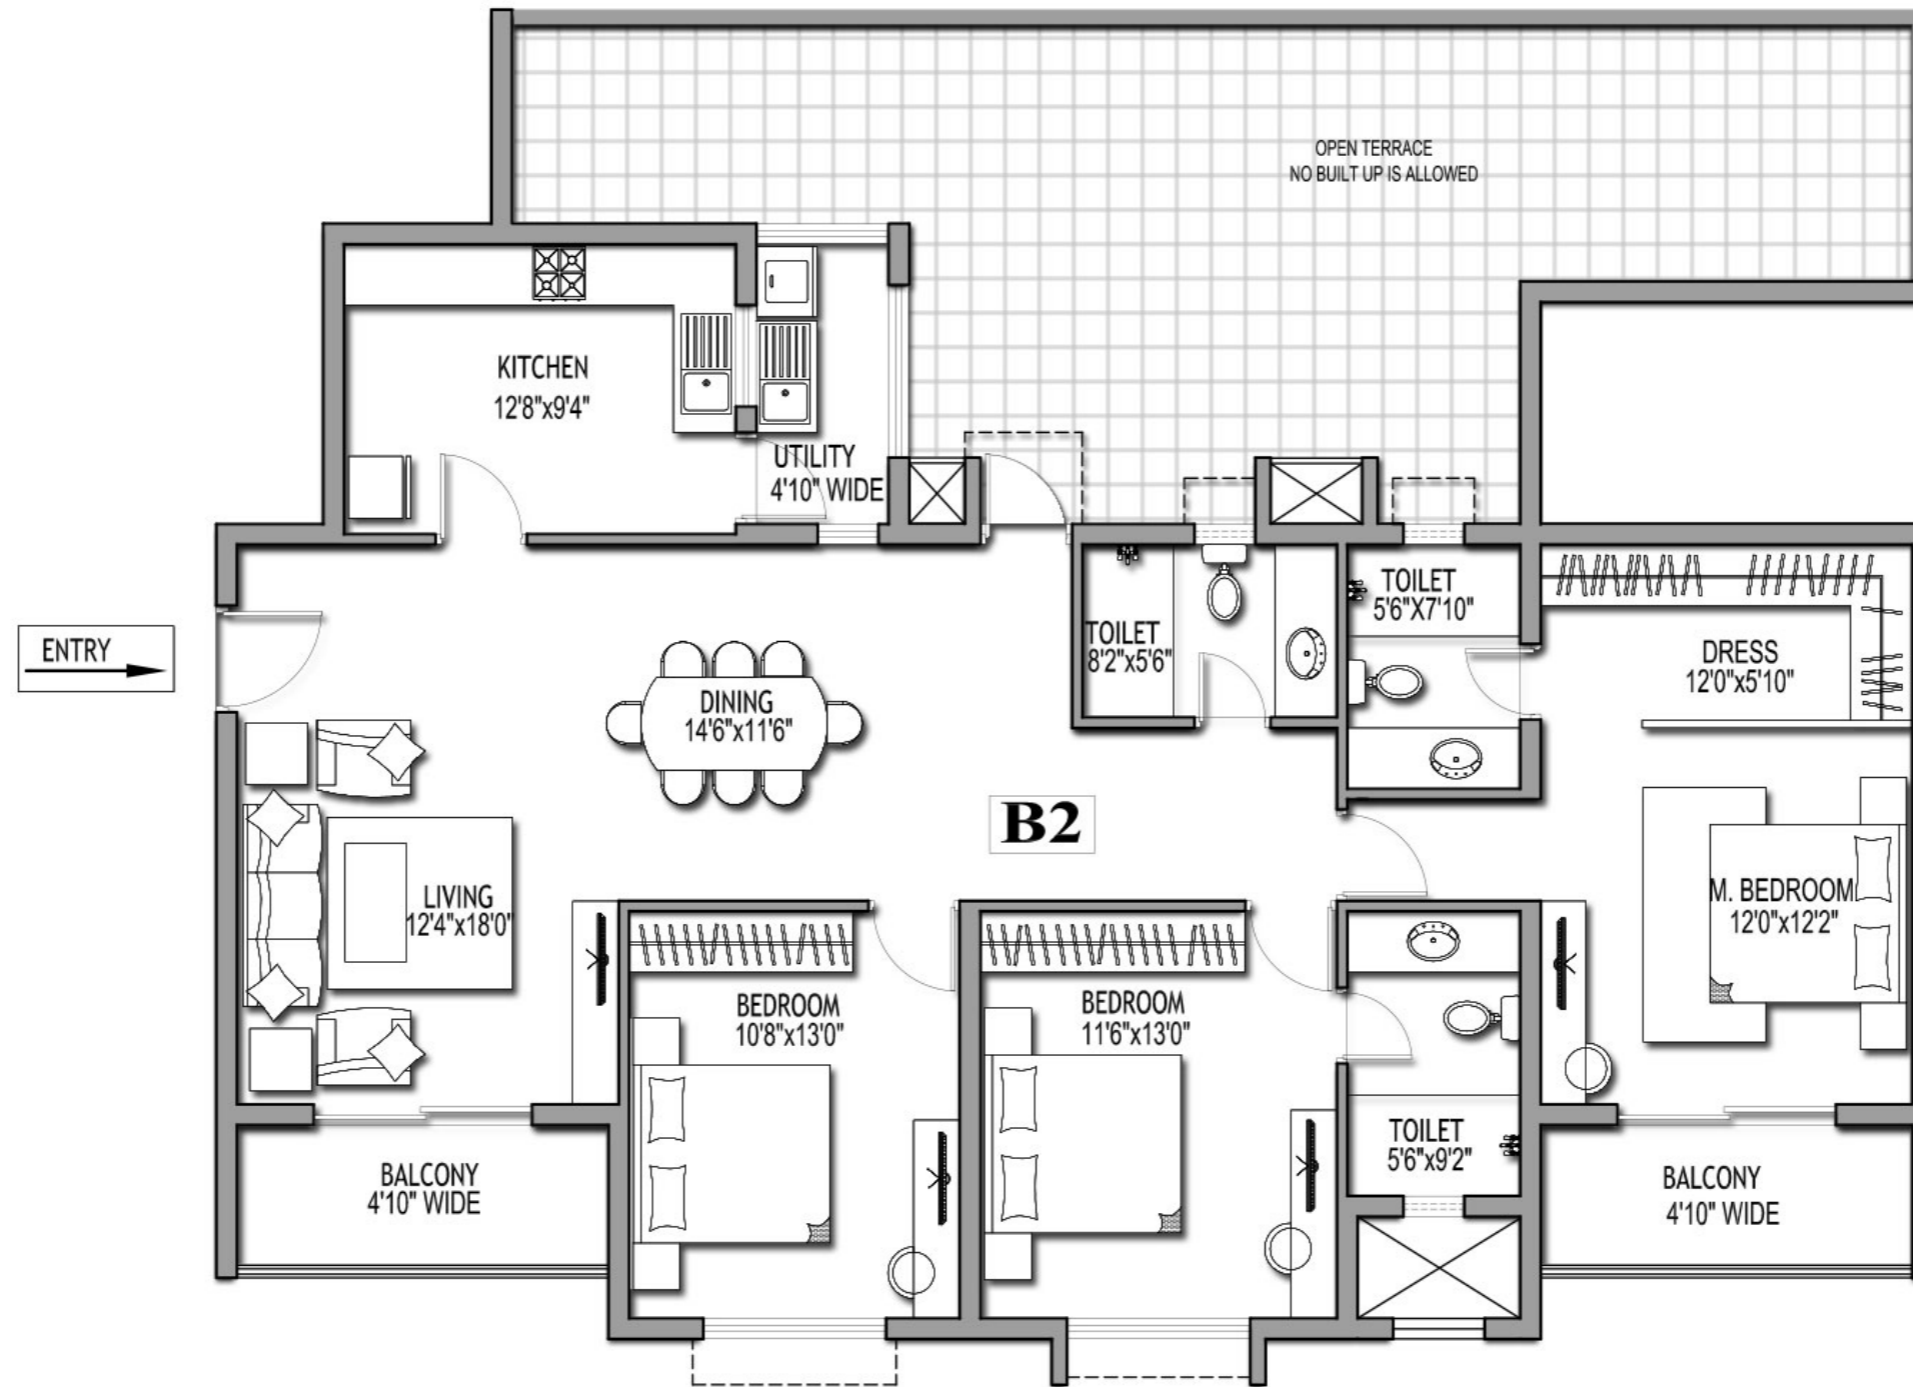 OPEN TERRACE
NO BUILT UP IS ALLOWED
KITCHEN
12'8"x9'4"
UTILITY
4'10" WIDE
ENTRY
TOILET
8'2"x5'6"
TOILET
5'6"X7'10"
DRESS
12'0"x5'10"
DINING
14'6"x11'6"
B2
LIVING
12'4"x18'0"
M. BEDROOM
12'0"x12'2"
BEDROOM
10'8"x13'0"
BEDROOM
11'6"x13'0"
TOILET
5'6"x9'2"
BALCONY
4'10" WIDE
BALCONY
4'10" WIDE